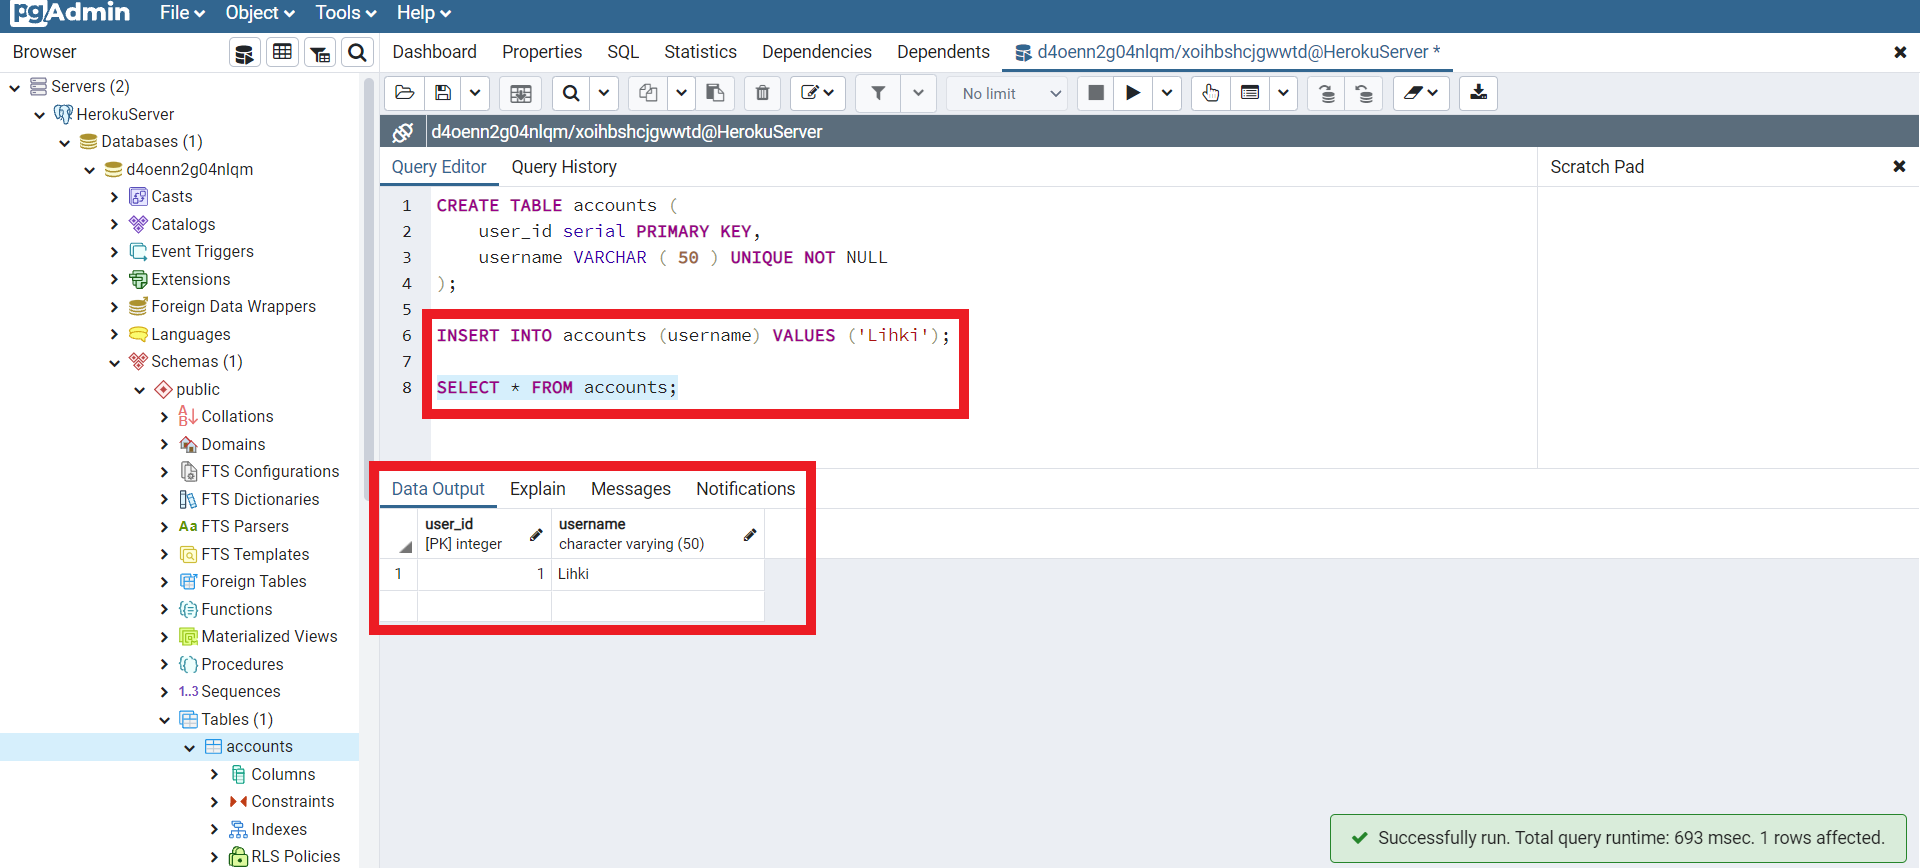 pgAdmin File Object Tools Help
Browser
Dashboard Properties SQL Statistics Dependencies Dependents d4oenn2g04nlqm/xoihbshcjgwwtd@HerokuServer *
Servers (2)
HerokuServer
Databases (1)
d4oenn2g04nlqm
Casts
Catalogs
Event Triggers
Extensions
Foreign Data Wrappers
Languages
Schemas (1)
public
Collations
Domains
FTS Configurations
FTS Dictionaries
Aa FTS Parsers
FTS Templates
Foreign Tables
Functions
Materialized Views
Procedures
1..3 Sequences
Tables (1)
accounts
Columns
Constraints
Indexes
RLS Policies
No limit
d4oenn2g04nlqm/xoihbshcjgwwtd@HerokuServer
Query Editor Query History
Scratch Pad
1 CREATE TABLE accounts (
2 user_id serial PRIMARY KEY,
3 username VARCHAR ( 50 ) UNIQUE NOT NULL
4 );
5
6 INSERT INTO accounts (username) VALUES ('Lihki');
7
8 SELECT * FROM accounts;
Data Output Explain Messages Notifications
user_id username
[PK] integer character varying (50)
1 1 Lihki
Successfully run. Total query runtime: 693 msec. 1 rows affected.